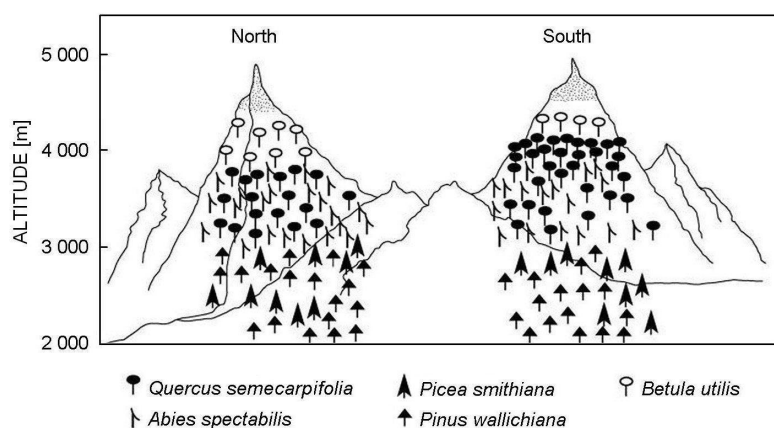 North South
5 000
4 000
3 000
2 000
ALTITUDE [m]
Quercus semecarpifolia Picea smithiana Betula utilis
Abies spectabilis Pinus wallichiana